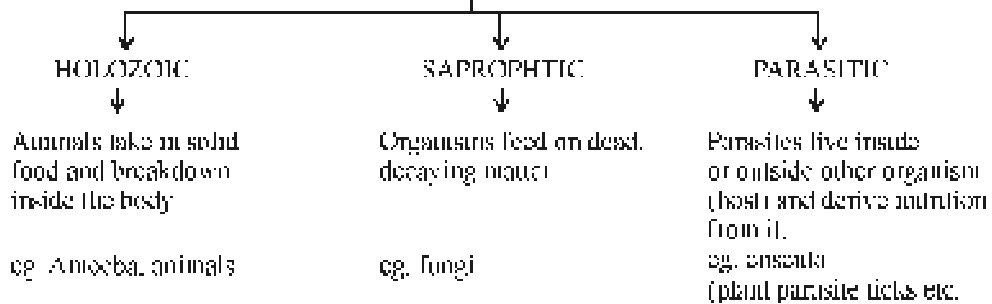 HOLOZOIC
SAPROPHTIC
PARASITIC
Animals take in solid
food and breakdown
inside the body
eg. Amoeba, animals
Organisms feed on dead,
decaying matter
eg. fungi
Parasites live inside
or outside other organism
(host) and derive nutrition
from it.
eg. cuscuta
(plant parasite ticks etc.